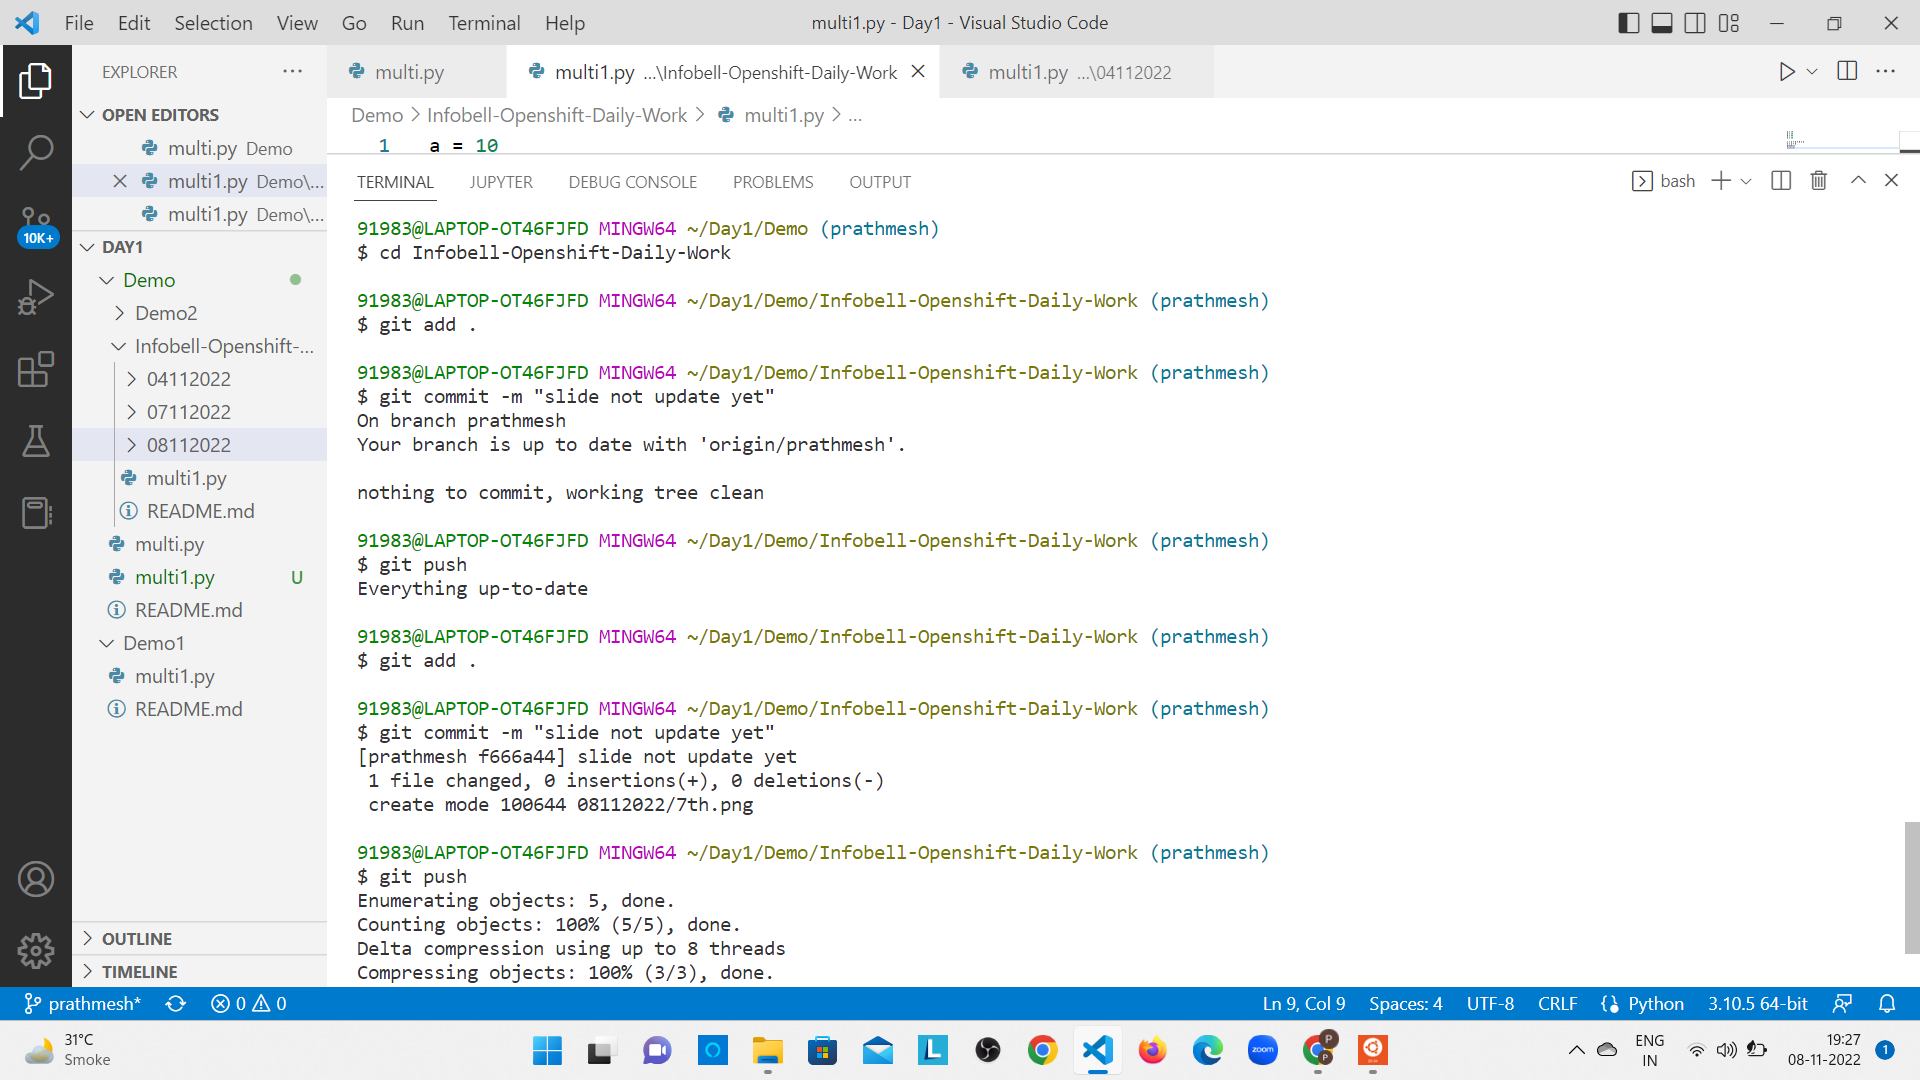 File Edit Selection View Go Run Terminal Help
multi1.py - Day1 - Visual Studio Code
EXPLORER
OPEN EDITORS
multi.py Demo
multi1.py Demo\...
multi1.py Demo\...
10K+
DAY1
Demo
Demo2
Infobell-Openshift-...
04112022
07112022
08112022
multi1.py
README.md
multi.py
multi1.py U
README.md
Demo1
multi1.py
README.md
OUTLINE
TIMELINE
multi.py
multi1.py ...\Infobell-Openshift-Daily-Work
multi1.py ...\04112022
Demo > Infobell-Openshift-Daily-Work > multi1.py > ...
1 a = 10
TERMINAL JUPYTER DEBUG CONSOLE PROBLEMS OUTPUT
bash
91983@LAPTOP-OT46FJFD MINGW64 ~/Day1/Demo (prathmesh)
$ cd Infobell-Openshift-Daily-Work
91983@LAPTOP-OT46FJFD MINGW64 ~/Day1/Demo/Infobell-Openshift-Daily-Work (prathmesh)
$ git add .
91983@LAPTOP-OT46FJFD MINGW64 ~/Day1/Demo/Infobell-Openshift-Daily-Work (prathmesh)
$ git commit -m "slide not update yet"
On branch prathmesh
Your branch is up to date with 'origin/prathmesh'.
nothing to commit, working tree clean
91983@LAPTOP-OT46FJFD MINGW64 ~/Day1/Demo/Infobell-Openshift-Daily-Work (prathmesh)
$ git push
Everything up-to-date
91983@LAPTOP-OT46FJFD MINGW64 ~/Day1/Demo/Infobell-Openshift-Daily-Work (prathmesh)
$ git add .
91983@LAPTOP-OT46FJFD MINGW64 ~/Day1/Demo/Infobell-Openshift-Daily-Work (prathmesh)
$ git commit -m "slide not update yet"
[prathmesh f666a44] slide not update yet
1 file changed, 0 insertions(+), 0 deletions(-)
create mode 100644 08112022/7th.png
91983@LAPTOP-OT46FJFD MINGW64 ~/Day1/Demo/Infobell-Openshift-Daily-Work (prathmesh)
$ git push
Enumerating objects: 5, done.
Counting objects: 100% (5/5), done.
Delta compression using up to 8 threads
Compressing objects: 100% (3/3), done.
prathmesh* 0 0
Ln 9, Col 9 Spaces: 4 UTF-8 CRLF Python 3.10.5 64-bit
31°C
Smoke
L
zoom
P
P
ENG
IN
19:27
08-11-2022
1